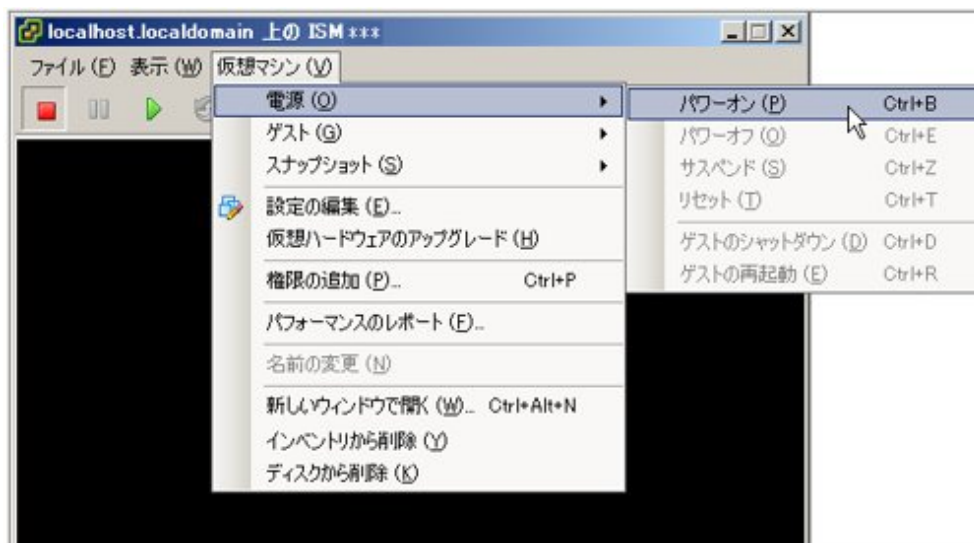 localhost.localdomain 上の ISM***
ファイル(F) 表示(W) 仮想マシン(V)
電源(O)
ゲスト(G)
スナップショット(S)
設定の編集(E)...
仮想ハードウェアのアップグレード(H)
権限の追加(P)... Ctrl+P
パフォーマンスのレポート(F)...
名前の変更(N)
新しいウィンドウで開く(W)... Ctrl+Alt+N
インベントリから削除(Y)
ディスクから削除(K)
パワーオン(P) Ctrl+B
パワーオフ(O) Ctrl+E
サスペンド(S) Ctrl+Z
リセット(T) Ctrl+T
ゲストのシャットダウン(D) Ctrl+D
ゲストの再起動(E) Ctrl+R